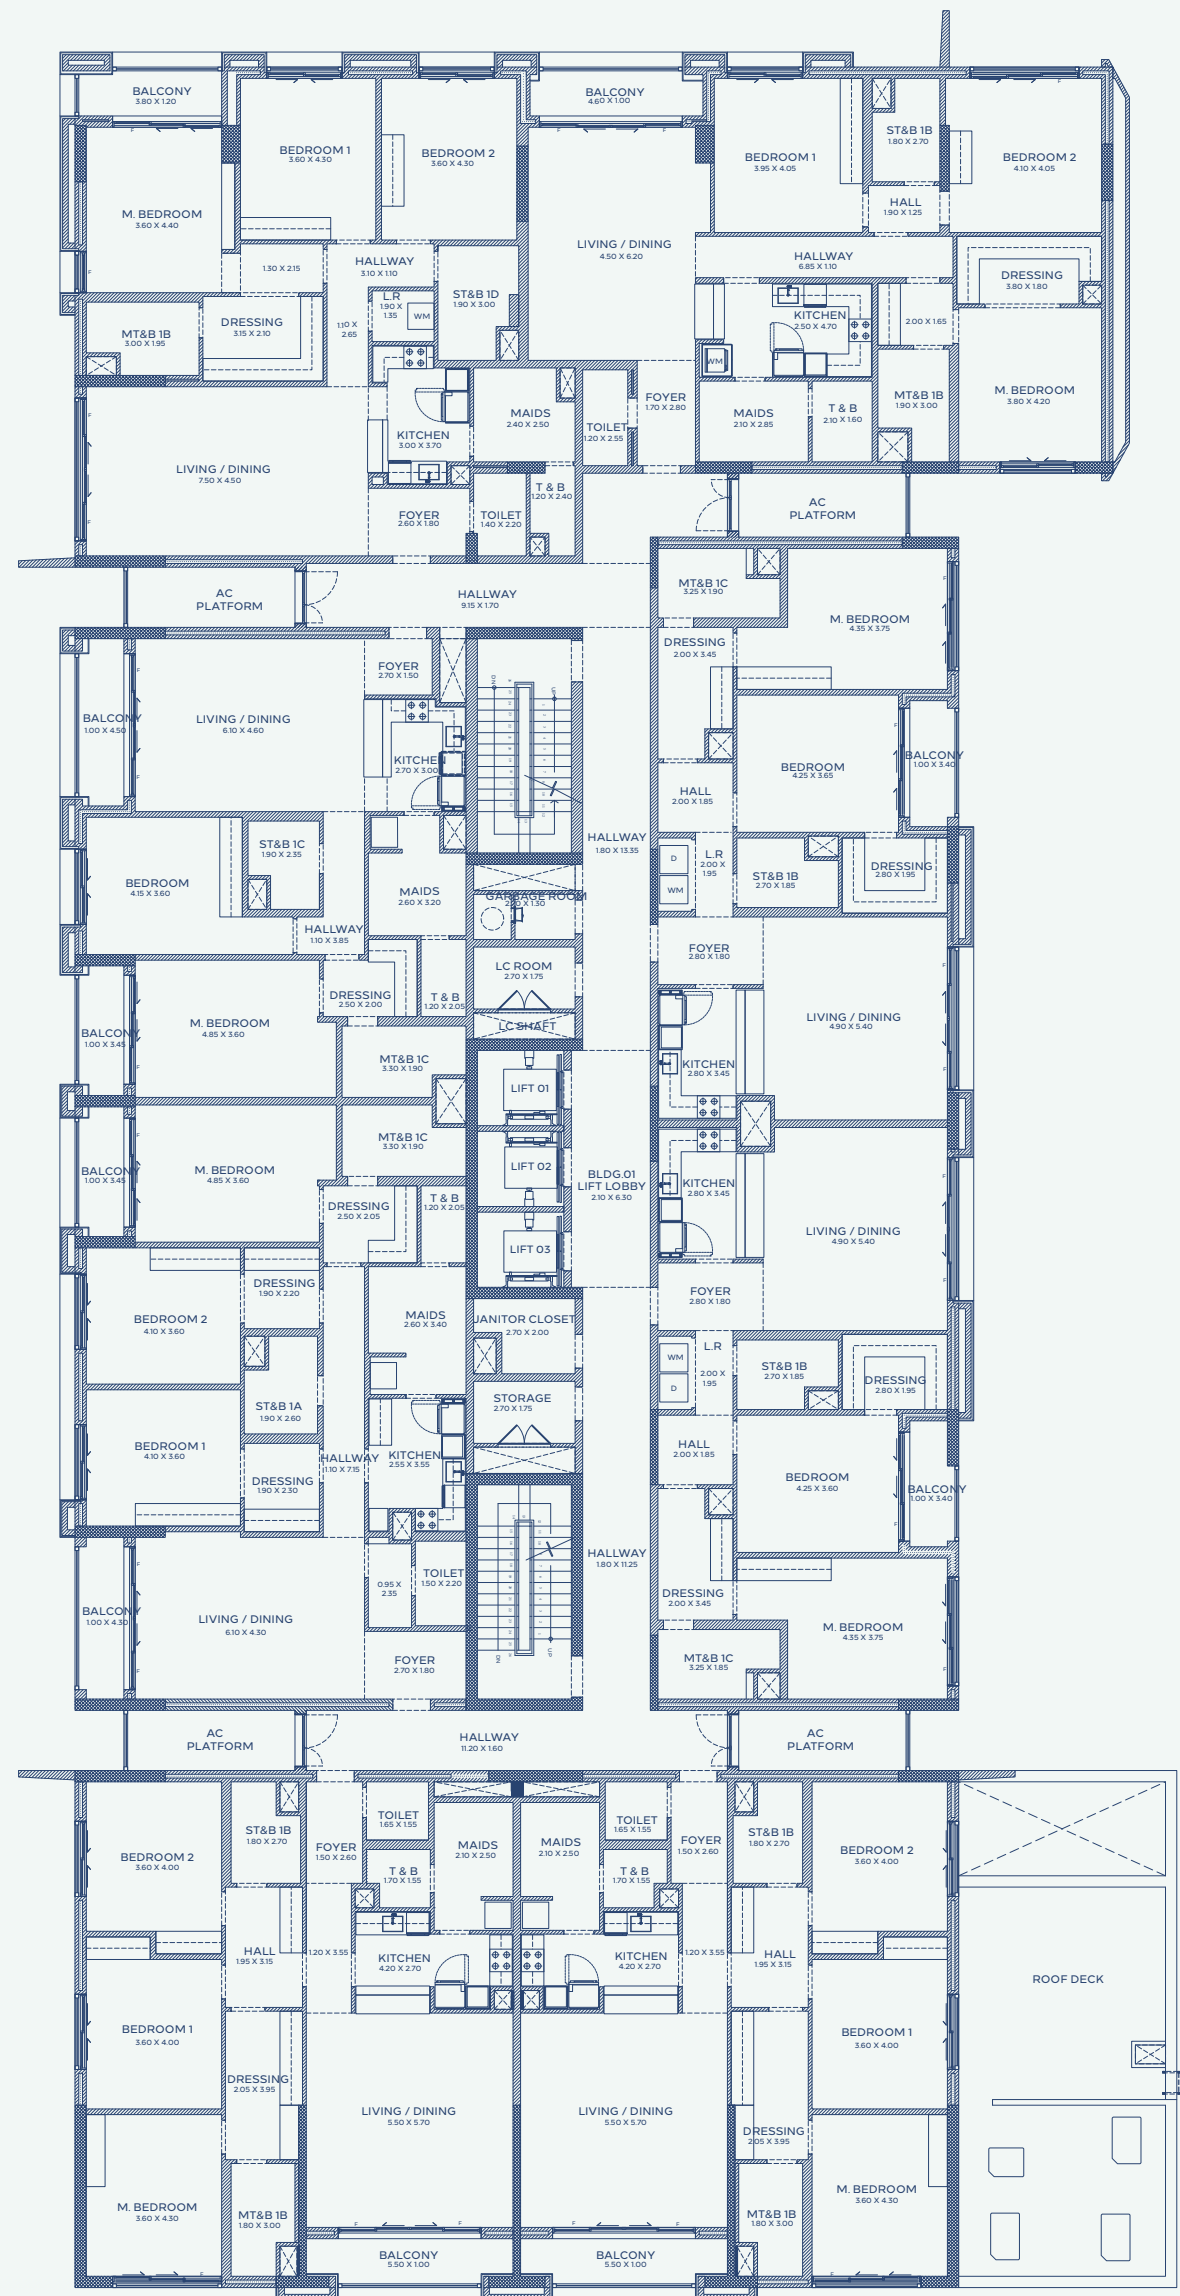 BALCONY
3.80 X 1.20
BEDROOM 1
3.60 X 4.30
BEDROOM 2
3.60 X 4.30
BALCONY
4.60 X 1.00
BEDROOM 1
3.95 X 4.05
ST&B 1B
1.80 X 2.70
BEDROOM 2
4.10 X 4.05
M. BEDROOM
3.60 X 4.40
HALL
1.90 X 1.25
LIVING / DINING
4.50 X 6.20
HALLWAY
6.85 X 1.10
1.30 X 2.15
HALLWAY
3.10 X 1.10
DRESSING
3.80 X 1.80
L.R
1.90 X
1.35
WM
ST&B 1D
1.90 X 3.00
KITCHEN
2.50 X 4.70
2.00 X 1.65
MT&B 1B
3.00 X 1.95
DRESSING
3.15 X 2.10
1.10 X
2.65
WM
MAIDS
2.40 X 2.50
FOYER
1.70 X 2.80
MAIDS
2.10 X 2.85
T & B
2.10 X 1.60
MT&B 1B
1.90 X 3.00
M. BEDROOM
3.80 X 4.20
TOILET
1.20 X 2.55
KITCHEN
3.00 X 3.70
LIVING / DINING
7.50 X 4.50
T & B
1.20 X 2.40
FOYER
2.60 X 1.80
TOILET
1.40 X 2.20
AC
PLATFORM
AC
PLATFORM
HALLWAY
9.15 X 1.70
MT&B 1C
3.25 X 1.90
M. BEDROOM
4.35 X 3.75
DRESSING
2.00 X 3.45
FOYER
2.70 X 1.50
BALCONY
1.00 X 4.50
LIVING / DINING
6.10 X 4.60
KITCHEN
2.70 X 3.00
DN
UP
BEDROOM
4.25 X 3.65
BALCONY
1.00 X 3.40
HALL
2.00 X 1.85
HALLWAY
1.80 X 13.35
ST&B 1C
1.90 X 2.35
D
L.R
2.00 X
1.95
WM
ST&B 1B
2.70 X 1.85
DRESSING
2.80 X 1.95
BEDROOM
4.15 X 3.60
MAIDS
2.60 X 3.20
GARBAGE ROOM
HALLWAY
1.10 X 3.85
FOYER
2.80 X 1.80
LC ROOM
2.70 X 1.75
DRESSING
2.50 X 2.00
T & B
1.20 X 2.05
BALCONY
1.00 X 3.45
M. BEDROOM
4.85 X 3.60
LC SHAFT
LIVING / DINING
4.90 X 5.40
MT&B 1C
3.30 X 1.90
KITCHEN
2.80 X 3.45
LIFT 01
MT&B 1C
3.30 X 1.90
BALCONY
1.00 X 3.45
M. BEDROOM
4.85 X 3.60
LIFT 02
BLDG.01
LIFT LOBBY
2.10 X 6.30
KITCHEN
2.80 X 3.45
DRESSING
2.50 X 2.05
T & B
1.20 X 2.05
LIVING / DINING
4.90 X 5.40
LIFT 03
DRESSING
1.90 X 2.20
FOYER
2.80 X 1.80
BEDROOM 2
4.10 X 3.60
MAIDS
2.60 X 3.40
JANITOR CLOSET
2.70 X 2.00
WM
L.R
2.00 X
1.95
D
ST&B 1B
2.70 X 1.85
DRESSING
2.80 X 1.95
ST&B 1A
1.90 X 2.60
STORAGE
2.70 X 1.75
BEDROOM 1
4.10 X 3.60
HALLWAY
1.10 X 7.15
KITCHEN
2.55 X 3.55
HALL
2.00 X 1.85
DRESSING
1.90 X 2.30
BEDROOM
4.25 X 3.60
BALCONY
1.00 X 3.40
HALLWAY
1.80 X 11.25
0.95 X
2.35
TOILET
1.50 X 2.20
DRESSING
2.00 X 3.45
BALCONY
1.00 X 4.30
LIVING / DINING
6.10 X 4.30
M. BEDROOM
4.35 X 3.75
FOYER
2.70 X 1.80
DN
UP
MT&B 1C
3.25 X 1.85
AC
PLATFORM
HALLWAY
11.20 X 1.60
AC
PLATFORM
TOILET
1.65 X 1.55
TOILET
1.65 X 1.55
ST&B 1B
1.80 X 2.70
FOYER
1.50 X 2.60
MAIDS
2.10 X 2.50
MAIDS
2.10 X 2.50
FOYER
1.50 X 2.60
ST&B 1B
1.80 X 2.70
BEDROOM 2
3.60 X 4.00
BEDROOM 2
3.60 X 4.00
T & B
1.70 X 1.55
T & B
1.70 X 1.55
HALL
1.95 X 3.15
1.20 X 3.55
KITCHEN
4.20 X 2.70
KITCHEN
4.20 X 2.70
1.20 X 3.55
HALL
1.95 X 3.15
ROOF DECK
BEDROOM 1
3.60 X 4.00
BEDROOM 1
3.60 X 4.00
DRESSING
2.05 X 3.95
LIVING / DINING
5.50 X 5.70
LIVING / DINING
5.50 X 5.70
DRESSING
2.05 X 3.95
M. BEDROOM
3.60 X 4.30
MT&B 1B
1.80 X 3.00
MT&B 1B
1.80 X 3.00
M. BEDROOM
3.60 X 4.30
BALCONY
5.50 X 1.00
BALCONY
5.50 X 1.00